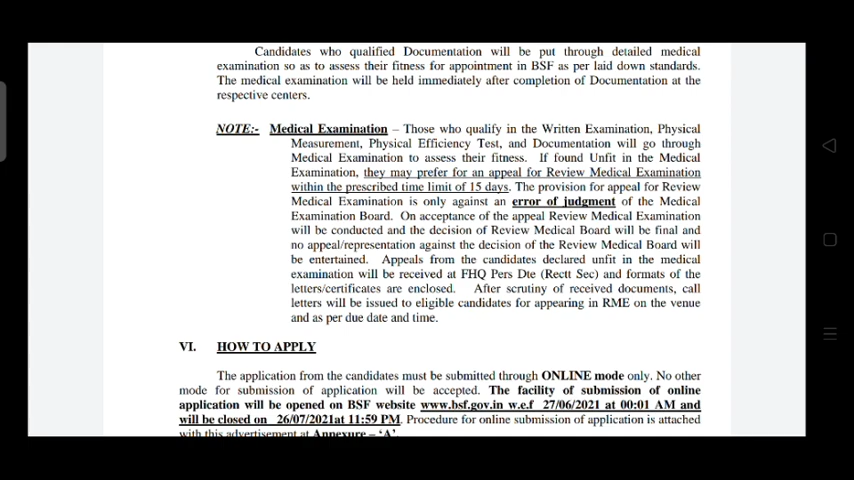 Candidates who qualified Documentation will be put through detailed medical
examination so as to assess their fitness for appointment in BSF as per laid down standards.
The medical examination will be held immediately after completion of Documentation at the
respective centers.
NOTE:- Medical Examination – Those who qualify in the Written Examination, Physical
Measurement, Physical Efficiency Test, and Documentation will go through
Medical Examination to assess their fitness. If found Unfit in the Medical
Examination, they may prefer for an appeal for Review Medical Examination
within the prescribed time limit of 15 days. The provision for appeal for Review
Medical Examination is only against an error of judgment of the Medical
Examination Board. On acceptance of the appeal Review Medical Examination
will be conducted and the decision of Review Medical Board will be final and
no appeal/representation against the decision of the Review Medical Board will
be entertained. Appeals from the candidates declared unfit in the medical
examination will be received at FHQ Pers Dte (Rectt Sec) and formats of the
letters/certificates are enclosed. After scrutiny of received documents, call
letters will be issued to eligible candidates for appearing in RME on the venue
and as per due date and time.
VI. HOW TO APPLY
The application from the candidates must be submitted through ONLINE mode only. No other
mode for submission of application will be accepted. The facility of submission of online
application will be opened on BSF website www.bsf.gov.in w.e.f 27/06/2021 at 00:01 AM and
will be closed on 26/07/2021at 11:59 PM. Procedure for online submission of application is attached
with this advertisement at Annexure – ‘A’.